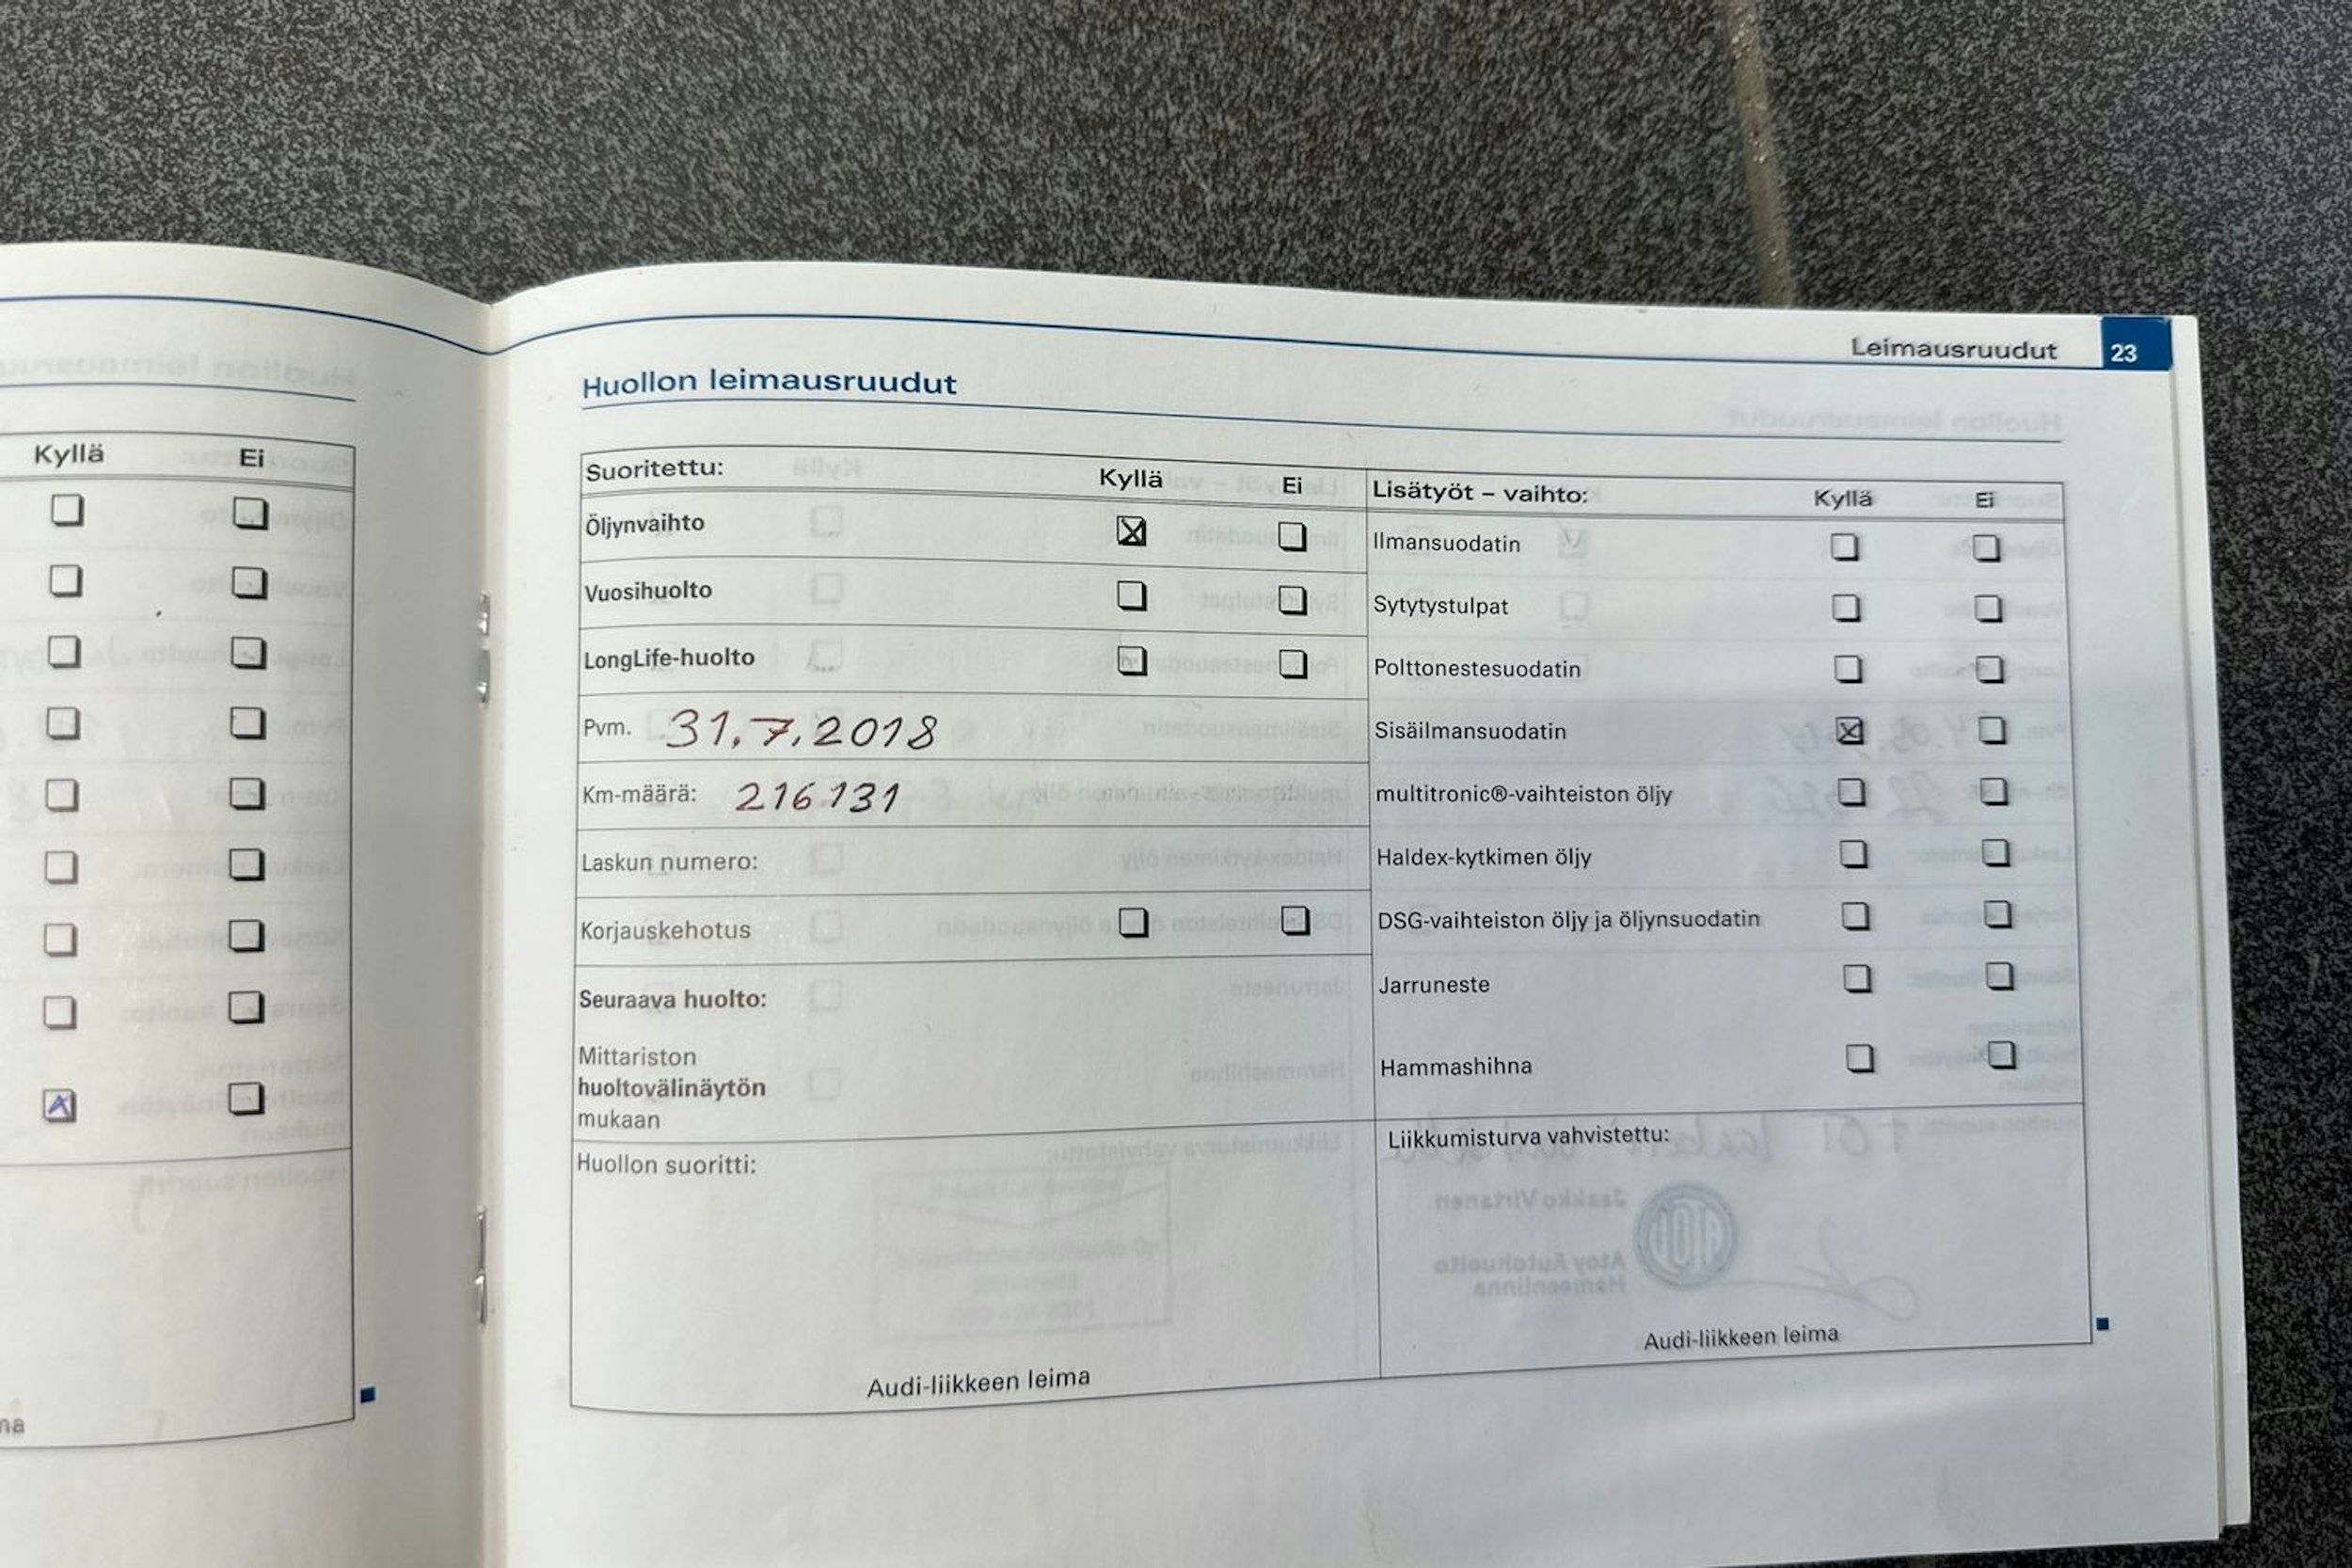 Kyllä Ei
Leimausruudut 23
Huollon leimausruudut
Suoritettu: Kyllä Ei
Öljynvaihto
Vuosihuolto
LongLife-huolto
Pvm. 31.7.2018
Km-määrä: 216131
Laskun numero:
Korjauskehotus
Seuraava huolto:
Mittariston
huoltovälinäytön
mukaan
Huollon suoritti:
Audi-liikkeen leima
Lisätyöt – vaihto: Kyllä Ei
Ilmansuodatin
Sytytystulpat
Polttonestesuodatin
Sisäilmansuodatin
multitronic®-vaihteiston öljy
Haldex-kytkimen öljy
DSG-vaihteiston öljy ja öljynsuodatin
Jarruneste
Hammashihna
Liikkumisturva vahvistettu:
Audi-liikkeen leima